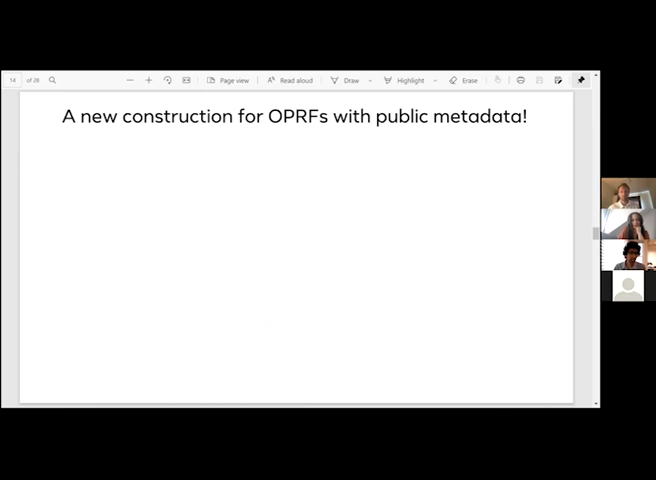 14 of 28 Page view Read aloud Draw Highlight Erase
A new construction for OPRFs with public metadata!